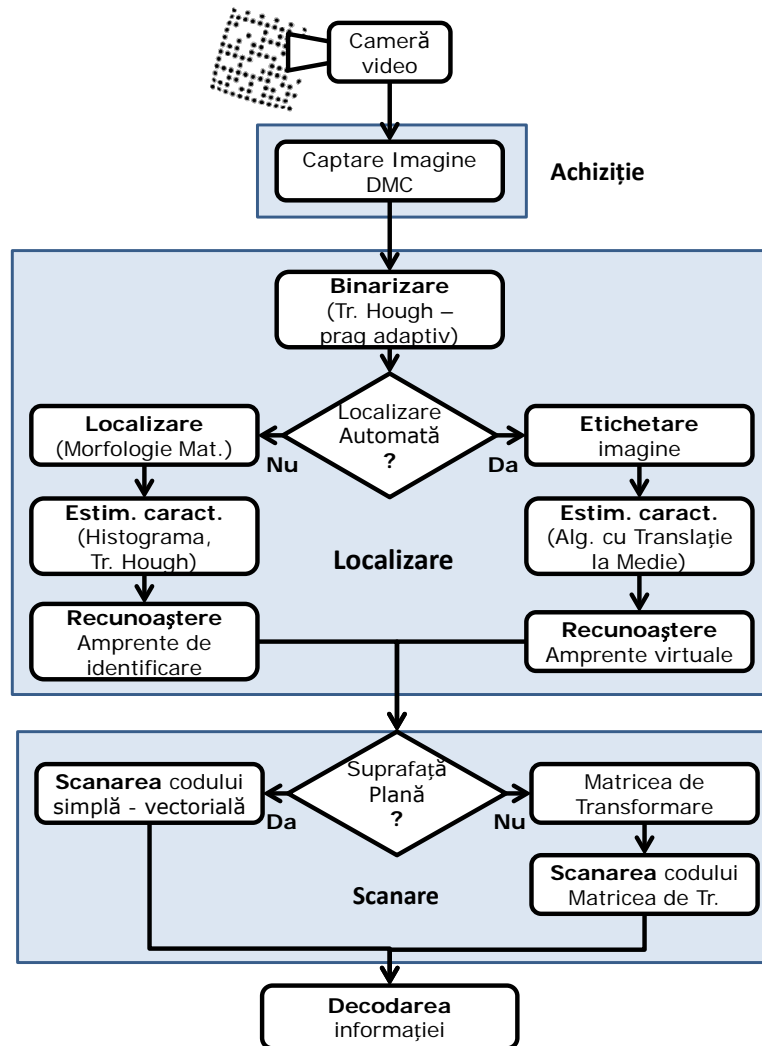 Cameră
video
Captare Imagine
DMC
Achiziție
Binarizare
(Tr. Hough –
prag adaptiv)
Localizare
Automată
?
Nu
Da
Localizare
(Morfologie Mat.)
Etichetare
imagine
Estim. caract.
(Histograma,
Tr. Hough)
Localizare
Estim. caract.
(Alg. cu Translație
la Medie)
Recunoaştere
Amprente de
identificare
Recunoaştere
Amprente virtuale
Suprafață
Plană
?
Da
Nu
Scanarea codului
simplă - vectorială
Matricea de
Transformare
Scanare
Scanarea codului
Matricea de Tr.
Decodarea
informației